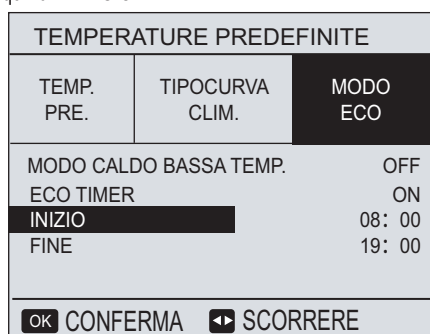 TEMPERATURE PREDEFINITE
TEMP. PRE.
TIPOCURVA CLIM.
MODO ECO
MODO CALDO BASSA TEMP. OFF
ECO TIMER ON
INIZIO 08: 00
FINE 19: 00
OK CONFERMA SCORRERE